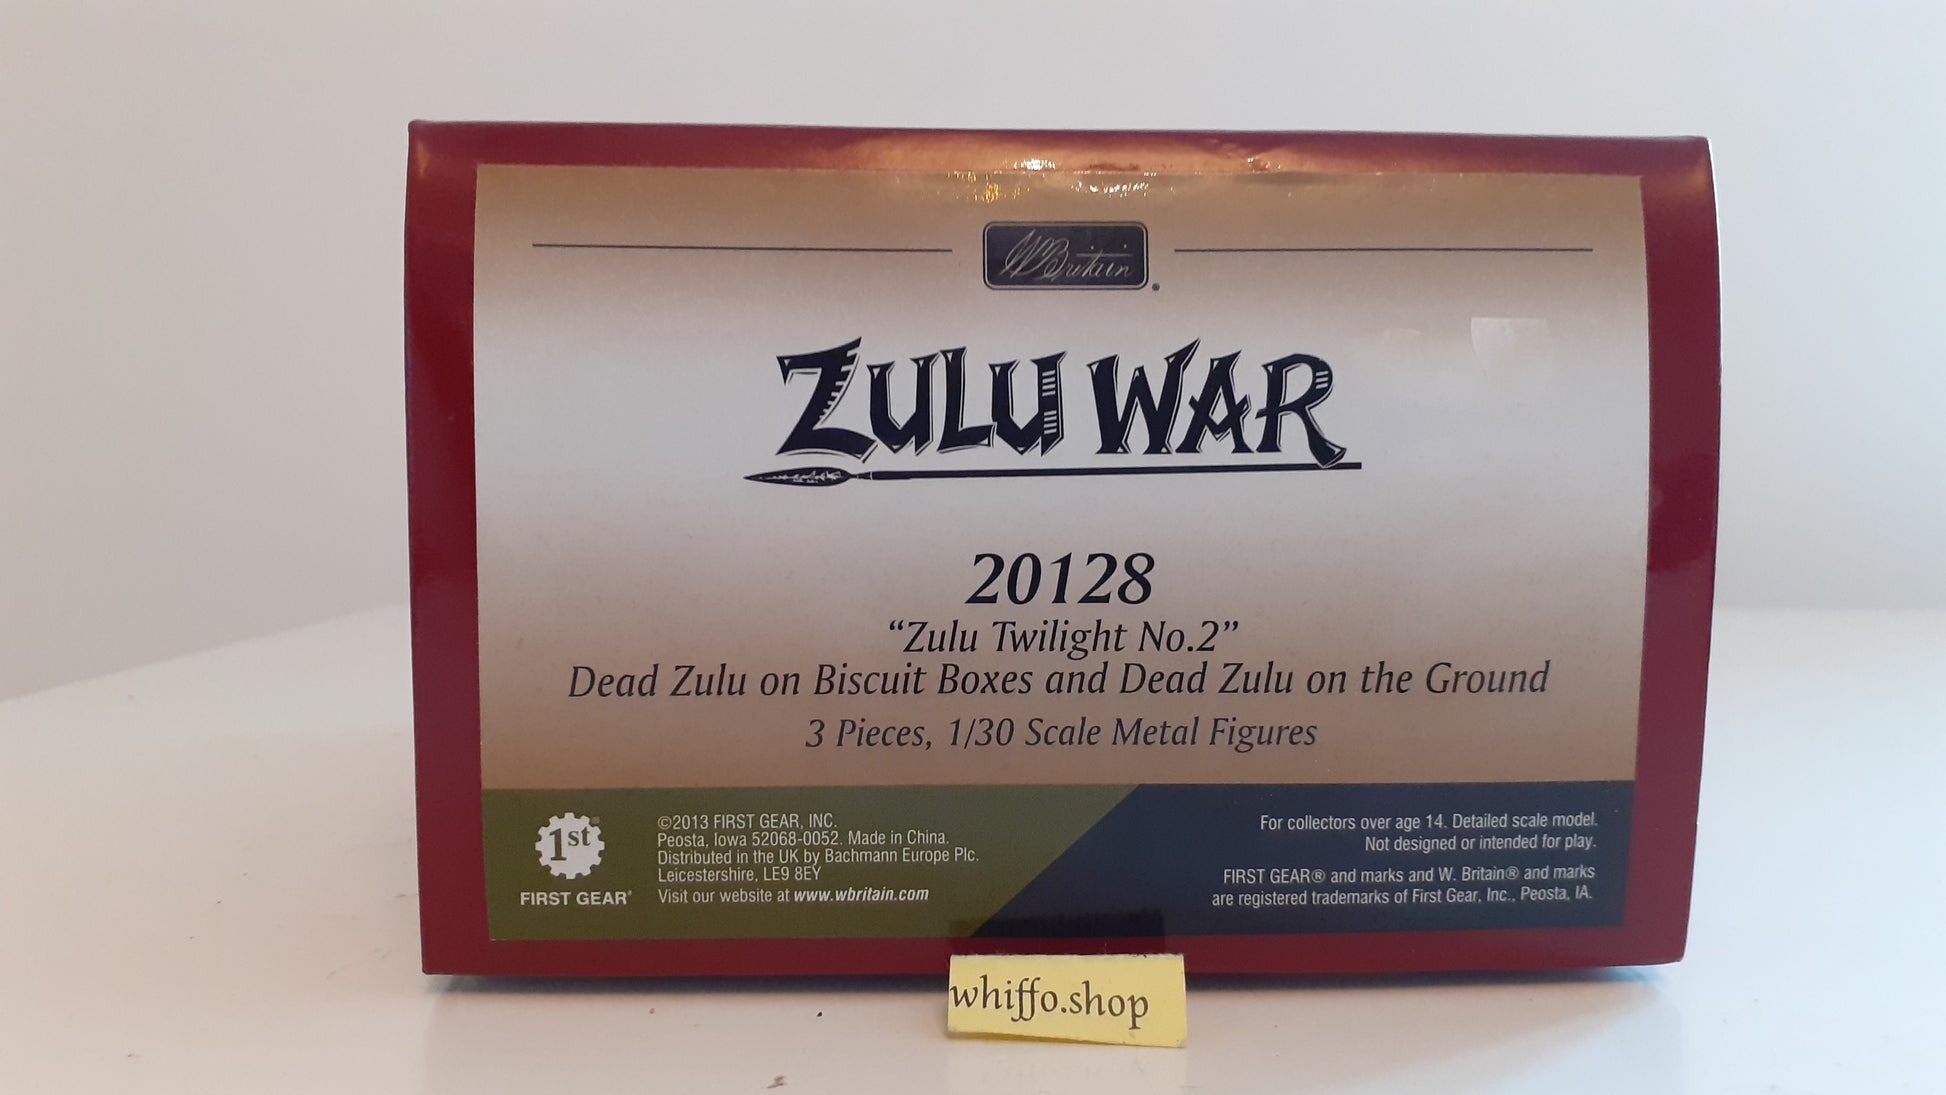 W Britain®
ZULU WAR
20128
“Zulu Twilight No.2”
Dead Zulu on Biscuit Boxes and Dead Zulu on the Ground
3 Pieces, 1/30 Scale Metal Figures
1st®
FIRST GEAR®
©2013 FIRST GEAR, INC.
Peosta, Iowa 52068-0052. Made in China.
Distributed in the UK by Bachmann Europe Plc.
Leicestershire, LE9 8EY
Visit our website at www.wbritain.com
For collectors over age 14. Detailed scale model.
Not designed or intended for play.
FIRST GEAR® and marks and W. Britain® and marks
are registered trademarks of First Gear, Inc., Peosta, IA.
whiffo.shop